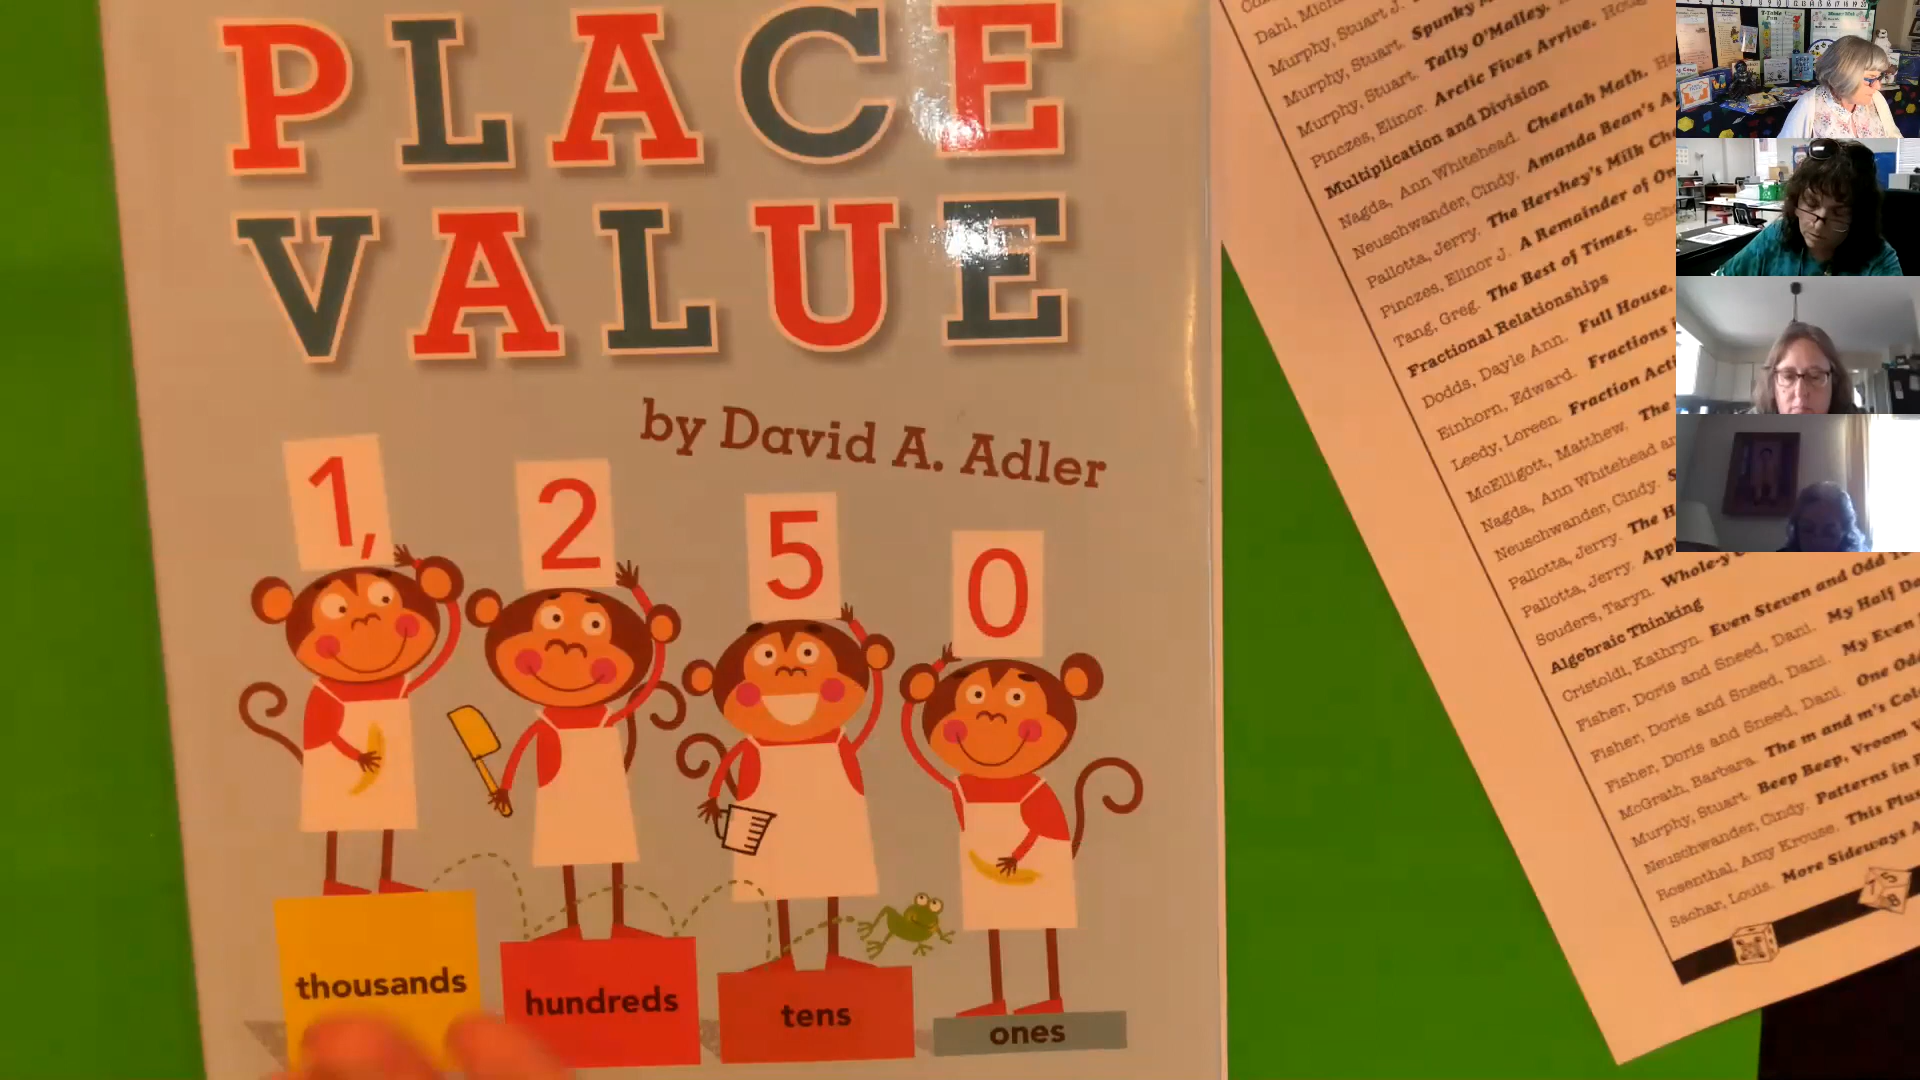 PLACE
VALUE
by David A. Adler
1,
2
5
0
thousands
hundreds
tens
ones
Dahl,
Murphy, Stuart J.
Murphy, Stuart. Spunky
Murphy, Stuart. Tally O'Malley.
Pinczes, Elinor. Arctic Fives Arrive.
Multiplication and Division
Nagda, Ann Whitehead. Cheetah Math.
Neuschwander, Cindy. Amanda Bean's
Pallotta, Jerry. The Hershey's Milk
Pinczes, Elinor J. A Remainder of
Tang, Greg. The Best of Times.
Fractional Relationships
Dodds, Dayle Ann. Full House.
Einhorn, Edward. Fractions
Leedy, Loreen. Fraction
McElligott, Matthew. The
Nagda, Ann Whitehead
Neuschwander, Cindy.
Pallotta, Jerry. The
Pallotta, Jerry.
Souders, Taryn.
Algebraic Thinking
Cristoldi, Kathryn. Even Steven and Odd
Fisher, Doris and Sneed, Dani. My Half
Fisher, Doris and Sneed, Dani. My Even
Fisher, Doris and Sneed, Dani. One
McGrath, Barbara. The m and m's
Murphy, Stuart. Beep Beep, Vroom
Neuschwander, Cindy. Patterns in
Rosenthal, Amy Krouse. This
Sachar, Louis. More Sideways